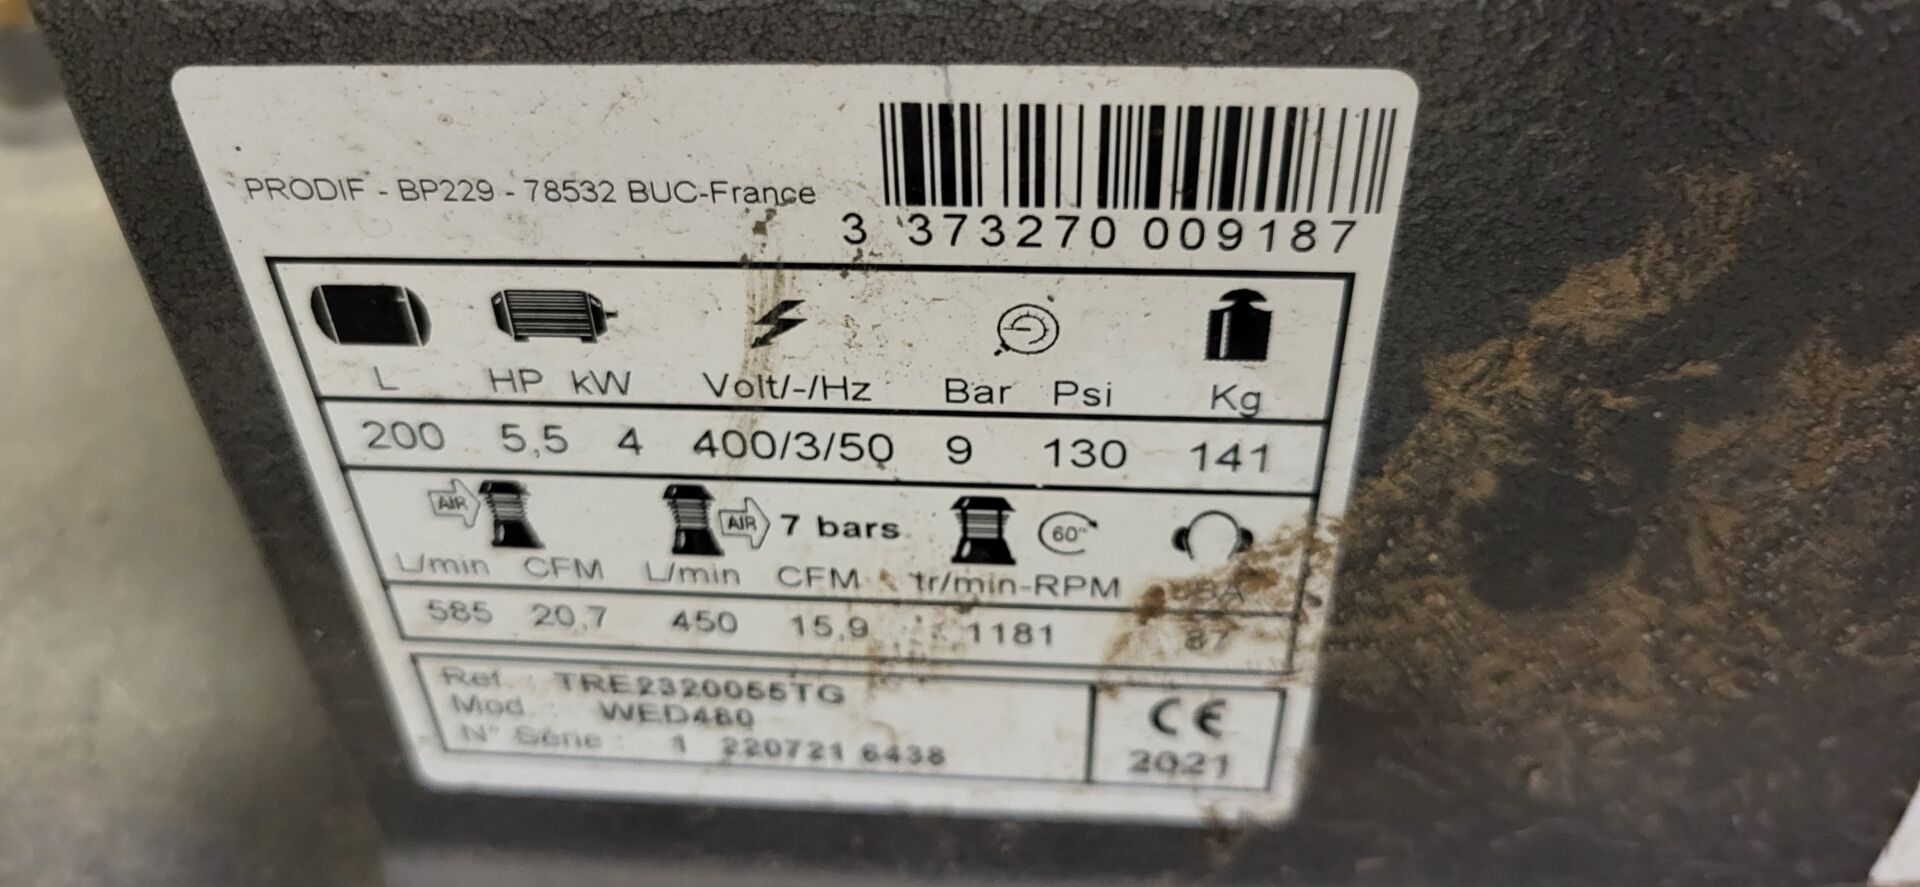 PRODIF - BP229 - 78532 BUC-France
3 373270 009187
L HP kW Volt/-/Hz Bar Psi Kg
200 5,5 4 400/3/50 9 130 141
AIR AIR 7 bars 60"
L/min CFM L/min CFM tr/min-RPM
585 20,7 450 15,9 1181 87
Ref. : TRE2320055TG CE
Mod. : WED480
N° Série : 1 220721 6438 2021